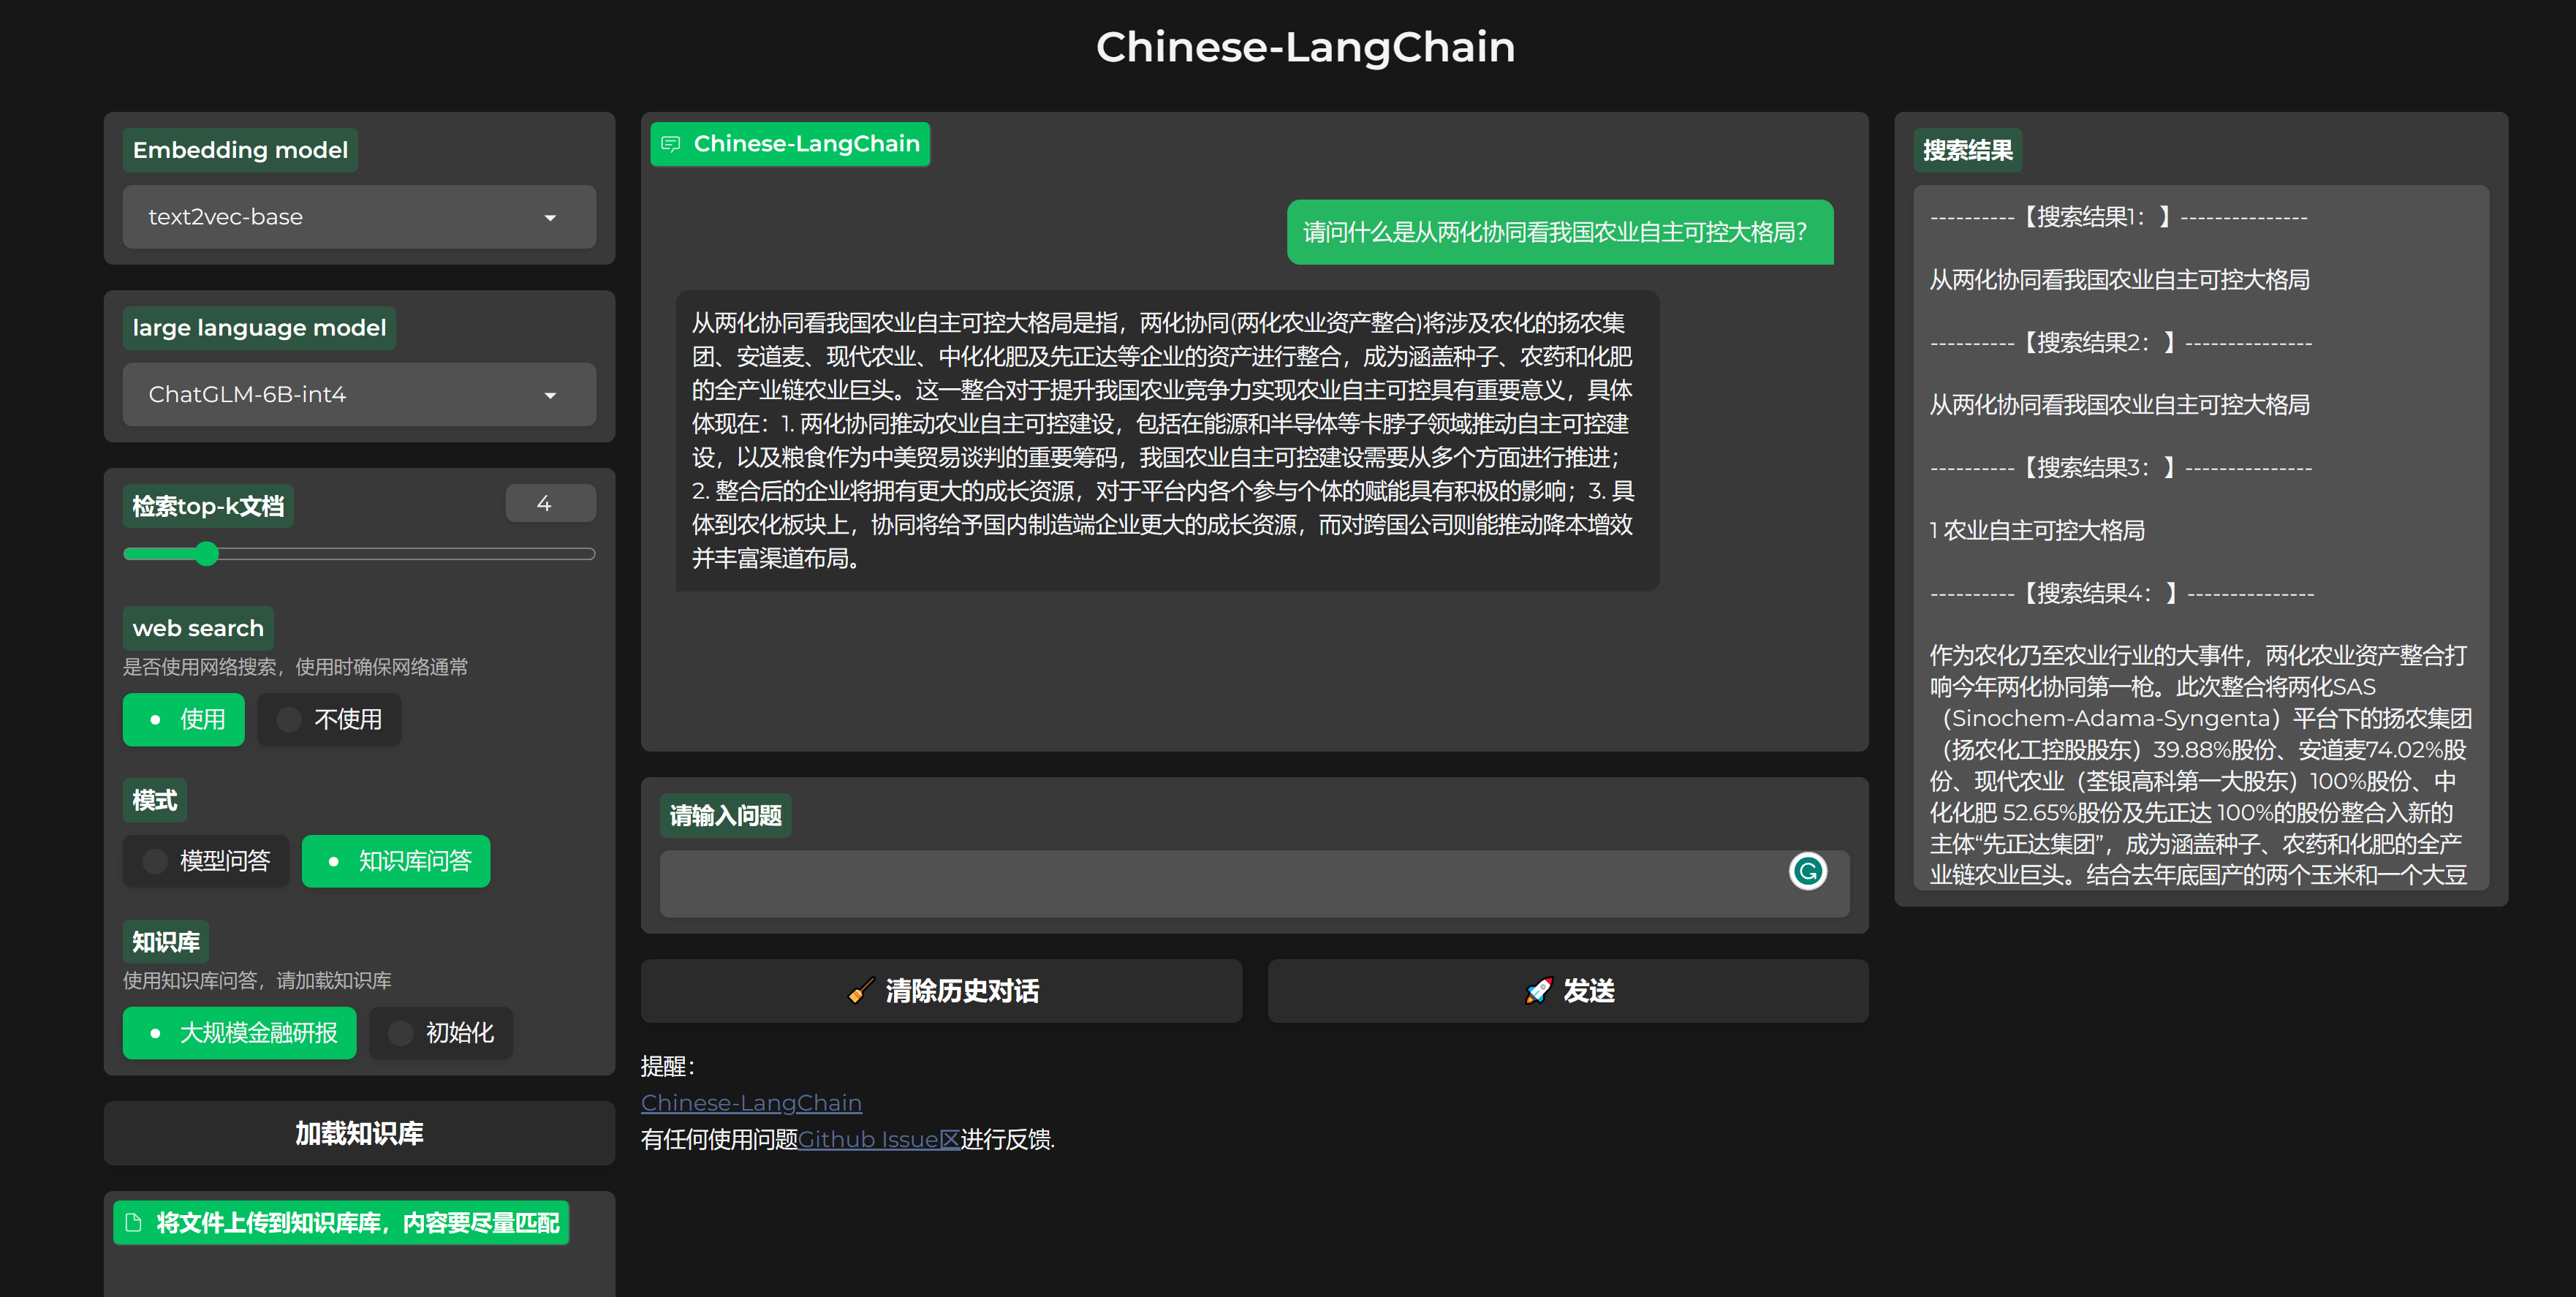 Chinese-LangChain
Embedding model
text2vec-base
large language model
ChatGLM-6B-int4
检索top-k文档
4
web search
是否使用网络搜索，使用时确保网络通常
使用
不使用
模式
模型问答
知识库问答
知识库
使用知识库问答，请加载知识库
大规模金融研报
初始化
加载知识库
将文件上传到知识库库，内容要尽量匹配
Chinese-LangChain
请问什么是从两化协同看我国农业自主可控大格局？
从两化协同看我国农业自主可控大格局是指，两化协同(两化农业资产整合)将涉及农化的扬农集
团、安道麦、现代农业、中化化肥及先正达等企业的资产进行整合，成为涵盖种子、农药和化肥
的全产业链农业巨头。这一整合对于提升我国农业竞争力实现农业自主可控具有重要意义，具体
体现在：1. 两化协同推动农业自主可控建设，包括在能源和半导体等卡脖子领域推动自主可控建
设，以及粮食作为中美贸易谈判的重要筹码，我国农业自主可控建设需要从多个方面进行推进；
2. 整合后的企业将拥有更大的成长资源，对于平台内各个参与个体的赋能具有积极的影响；3. 具
体到农化板块上，协同将给予国内制造端企业更大的成长资源，而对跨国公司则能推动降本增效
并丰富渠道布局。
请输入问题
清除历史对话
发送
提醒：
Chinese-LangChain
有任何使用问题Github Issue区进行反馈.
搜索结果
----------【搜索结果1：】---------------
从两化协同看我国农业自主可控大格局
----------【搜索结果2：】---------------
从两化协同看我国农业自主可控大格局
----------【搜索结果3：】---------------
1 农业自主可控大格局
----------【搜索结果4：】---------------
作为农化乃至农业行业的大事件，两化农业资产整合打
响今年两化协同第一枪。此次整合将两化SAS
（Sinochem-Adama-Syngenta）平台下的扬农集团
（扬农化工控股股东）39.88%股份、安道麦74.02%股
份、现代农业（荃银高科第一大股东）100%股份、中
化化肥 52.65%股份及先正达 100%的股份整合入新的
主体“先正达集团”，成为涵盖种子、农药和化肥的全产
业链农业巨头。结合去年底国产的两个玉米和一个大豆